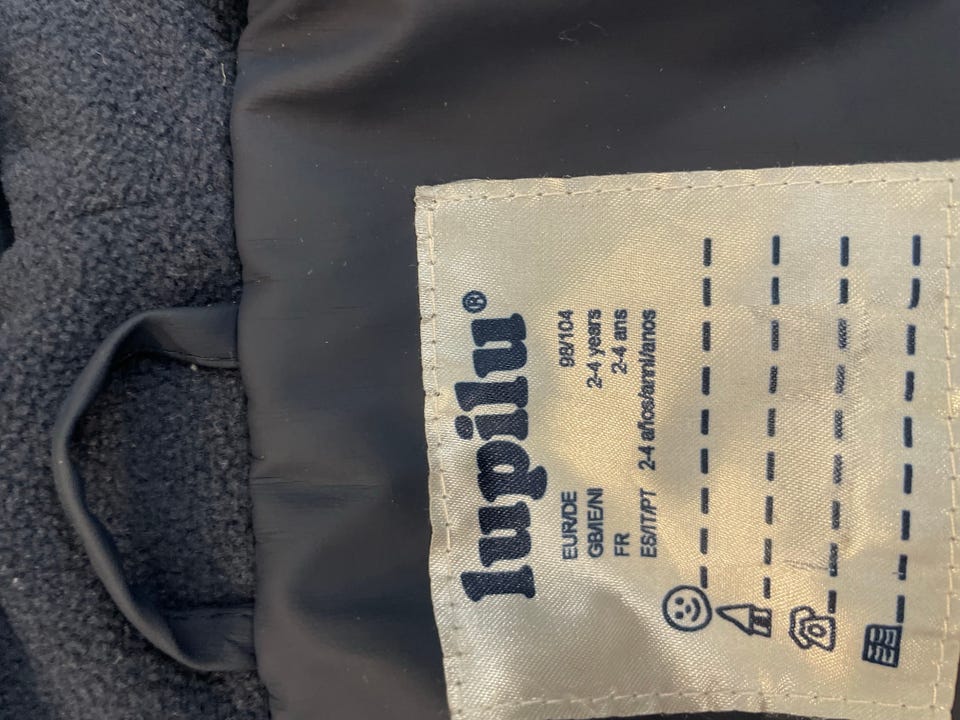 lupilu®
EUR/DE 98/104
GB/IE/NI 2-4 years
FR 2-4 ans
ES/IT/PT 2-4 años/anni/anos